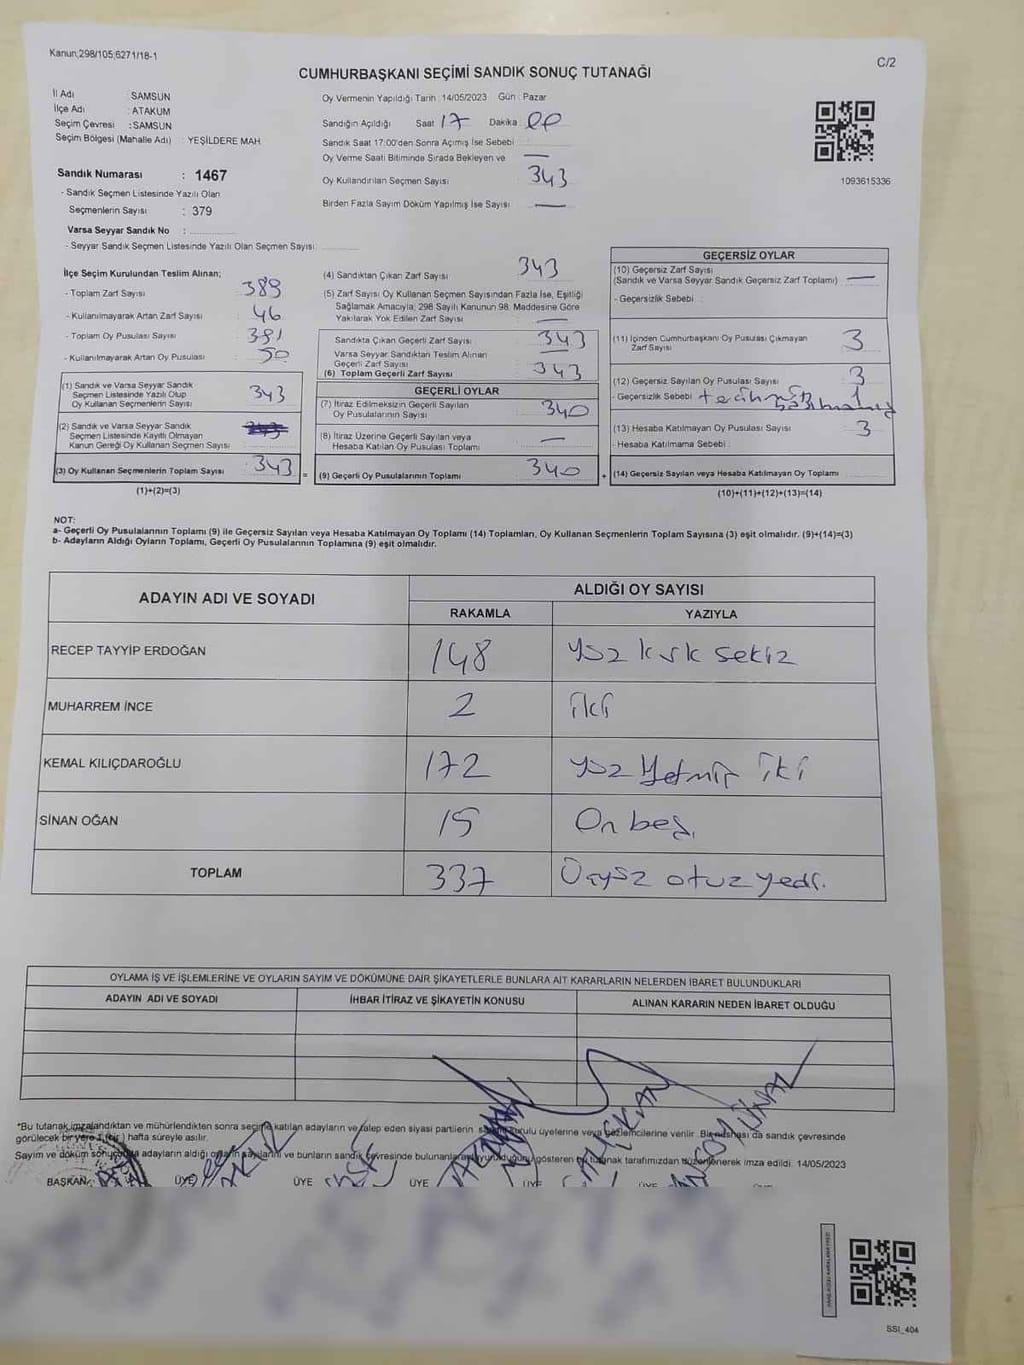 Kanun;298/105;6271/18-1
C/2
CUMHURBAŞKANI SEÇİMİ SANDIK SONUÇ TUTANAĞI
İl Adı SAMSUN
İlçe Adı : ATAKUM
Seçim Çevresi : SAMSUN
Seçim Bölgesi (Mahalle Adı) : YEŞİLDERE MAH
Sandık Numarası : 1467
- Sandık Seçmen Listesinde Yazılı Olan
Seçmenlerin Sayısı : 379
Varsa Seyyar Sandık No :
- Seyyar Sandık Seçmen Listesinde Yazılı Olan Seçmen Sayısı:
Oy Vermenin Yapıldığı Tarih :14/05/2023 Gün : Pazar
Sandığın Açıldığı Saat 17 Dakika
Sandık Saat 17:00'den Sonra Açımış İse Sebebi
Oy Verme Saati Bitiminde Sırada Bekleyen ve —
Oy Kullandırılan Seçmen Sayısı 343
Birden Fazla Sayım Döküm Yapılmış İse Sayısı —
1093615336
İlçe Seçim Kurulundan Teslim Alınan;
- Toplam Zarf Sayısı 389
- Kullanılmayarak Artan Zarf Sayısı 46
- Toplam Oy Pusulası Sayısı 381
- Kullanılmayarak Artan Oy Pusulası 50
(1) Sandık ve Varsa Seyyar Sandık
Seçmen Listesinde Yazılı Olup
Oy Kullanan Seçmenlerin Sayısı 343
(2) Sandık ve Varsa Seyyar Sandık
Seçmen Listesinde Kayıtlı Olmayan
Kanun Gereği Oy Kullanan Seçmen Sayısı
(3) Oy Kullanan Seçmenlerin Toplam Sayısı 343 =
(1)+(2)=(3)
(4) Sandıktan Çıkan Zarf Sayısı 343
(5) Zarf Sayısı Oy Kullanan Seçmen Sayısından Fazla İse, Eşitliği
Sağlamak Amacıyla; 298 Sayılı Kanunun 98. Maddesine Göre
Yakılarak Yok Edilen Zarf Sayısı : —
Sandıkta Çıkan Geçerli Zarf Sayısı 343
Varsa Seyyar Sandıktan Teslim Alınan
Geçerli Zarf Sayısı —
(6) Toplam Geçerli Zarf Sayısı 343
GEÇERLİ OYLAR
(7) İtiraz Edilmeksizin Geçerli Sayılan
Oy Pusulalarının Sayısı 340
(8) İtiraz Üzerine Geçerli Sayılan veya
Hesaba Katılan Oy Pusulaları Toplamı —
(9) Geçerli Oy Pusulalarının Toplamı 340 +
GEÇERSİZ OYLAR
(10) Geçersiz Zarf Sayısı
(Sandık ve Varsa Seyyar Sandık Geçersiz Zarf Toplamı) —
- Geçersizlik Sebebi :
(11) İçinden Cumhurbaşkanı Oy Pusulası Çıkmayan
Zarf Sayısı 3
(12) Geçersiz Sayılan Oy Pusulası Sayısı 3
- Geçersizlik Sebebi
(13) Hesaba Katılmayan Oy Pusulası Sayısı 3
- Hesaba Katılmama Sebebi :
(14) Geçersiz Sayılan veya Hesaba Katılmayan Oy Toplamı
(10)+(11)+(12)+(13)=(14)
NOT:
a- Geçerli Oy Pusulalarının Toplamı (9) ile Geçersiz Sayılan veya Hesaba Katılmayan Oy Toplamı (14) Toplamları, Oy Kullanan Seçmenlerin Toplam Sayısına (3) eşit olmalıdır. (9)+(14)=(3)
b- Adayların Aldığı Oyların Toplamı, Geçerli Oy Pusulalarının Toplamına (9) eşit olmalıdır.
ADAYIN ADI VE SOYADI
ALDIĞI OY SAYISI
RAKAMLA YAZIYLA
RECEP TAYYİP ERDOĞAN 148 yüz kırk sekiz
MUHARREM İNCE 2 iki
KEMAL KILIÇDAROĞLU 172 yüz yetmiş iki
SİNAN OĞAN 15 On beş.
TOPLAM 337 Üçyüz otuz yedi.
OYLAMA İŞ VE İŞLEMLERİNE VE OYLARIN SAYIM VE DÖKÜMÜNE DAİR ŞİKAYETLERLE BUNLARA AİT KARARLARIN NELERDEN İBARET BULUNDUKLARI
ADAYIN ADI VE SOYADI İHBAR İTİRAZ VE ŞİKAYETİN KONUSU ALINAN KARARIN NEDEN İBARET OLDUĞU
*Bu tutanak imzalandıktan ve mühürlendikten sonra seçime katılan adayların ve talep eden siyasi partilerin sandık kurulu üyelerine veya gözlemcilerine verilir. Bir nüshası da sandık çevresinde
görülecek bir yere 1 (bir) hafta süreyle asılır.
Sayım ve döküm sonucunda adayların aldığı oyların sayılarını ve bunların sandık çevresinde bulunanlara duyurulduğunu gösteren bu tutanak tarafımızdan düzenlenerek imza edildi. 14/05/2023
BAŞKAN ÜYE ÜYE ÜYE ÜYE ÜYE ÜYE
SSI_404